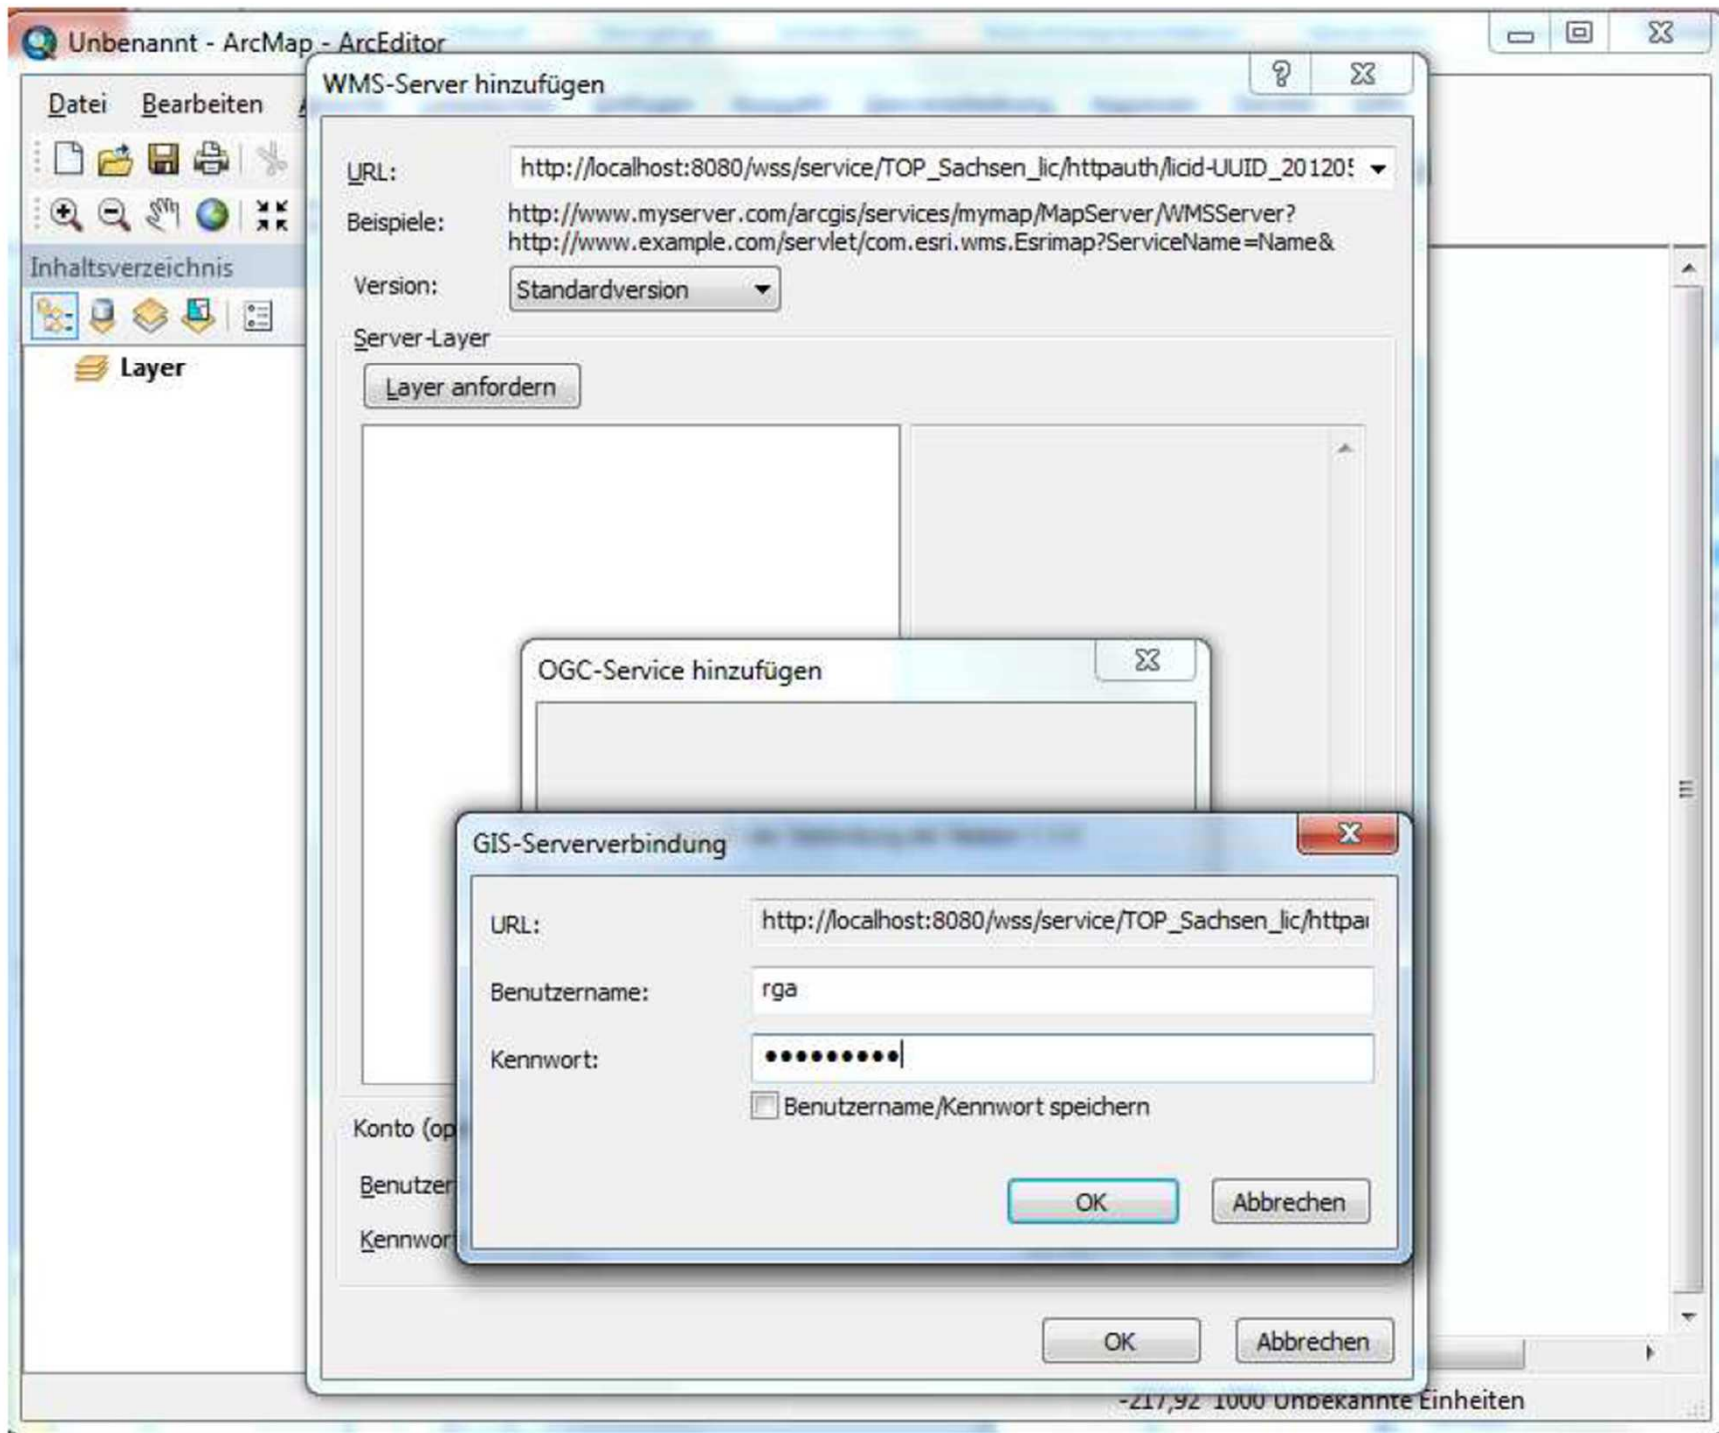 Unbenannt - ArcMap - ArcEditor
WMS-Server hinzufügen
Datei Bearbeiten
URL: http://localhost:8080/wss/service/TOP_Sachsen_lic/httpauth/licid-UUID_201205
Beispiele: http://www.myserver.com/arcgis/services/mymap/MapServer/WMSServer?
http://www.example.com/servlet/com.esri.wms.Esrimap?ServiceName=Name&
Inhaltsverzeichnis
Version: Standardversion
Server-Layer
Layer
Layer anfordern
OGC-Service hinzufügen
GIS-Serververbindung
URL: http://localhost:8080/wss/service/TOP_Sachsen_lic/httpau
Benutzername: rga
Kennwort: •••••••••
Benutzername/Kennwort speichern
Konto (op
Benutzer
Kennwor
OK Abbrechen
OK Abbrechen
-217,92 1000 Unbekannte Einheiten